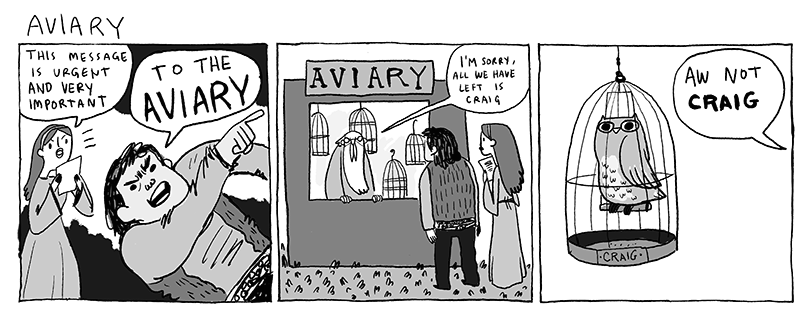 AVIARY
THIS MESSAGE
IS URGENT
AND VERY
IMPORTANT
TO THE
AVIARY
AVIARY
I'M SORRY,
ALL WE HAVE
LEFT IS
CRAIG
AW NOT
CRAIG
·CRAIG·